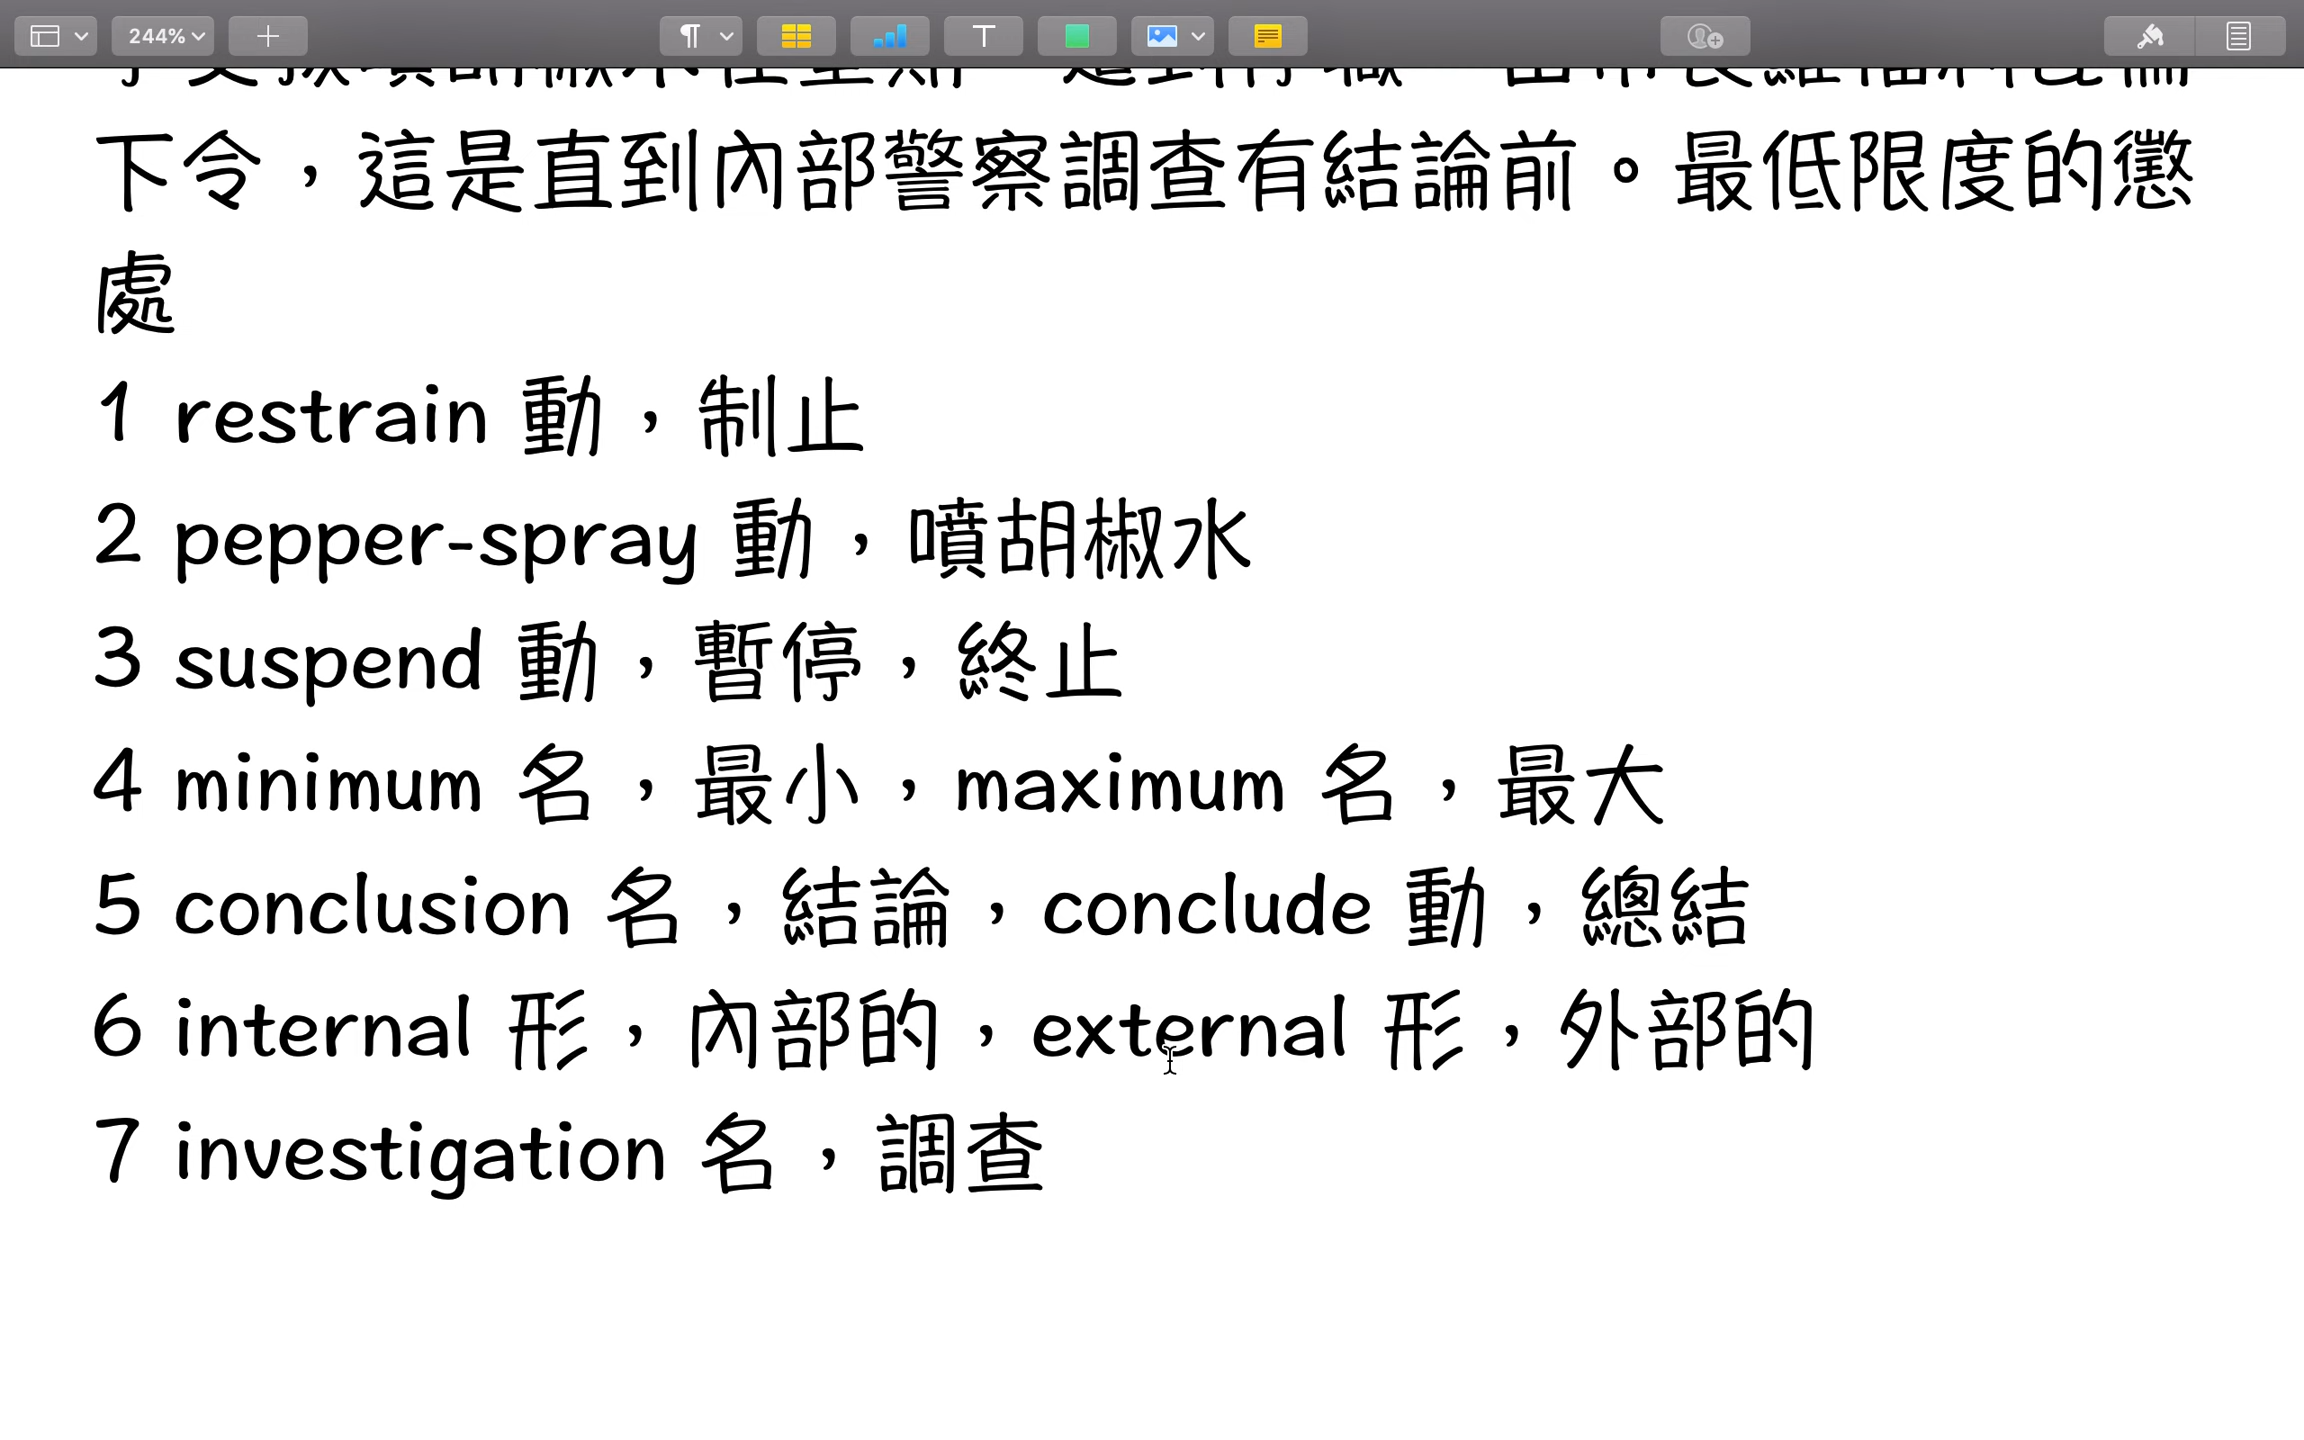 244%
下令，這是直到內部警察調查有結論前。最低限度的懲
處
1 restrain 動，制止
2 pepper-spray 動，噴胡椒水
3 suspend 動，暫停，終止
4 minimum 名，最小，maximum 名，最大
5 conclusion 名，結論，conclude 動，總結
6 internal 形，內部的，external 形，外部的
7 investigation 名，調查